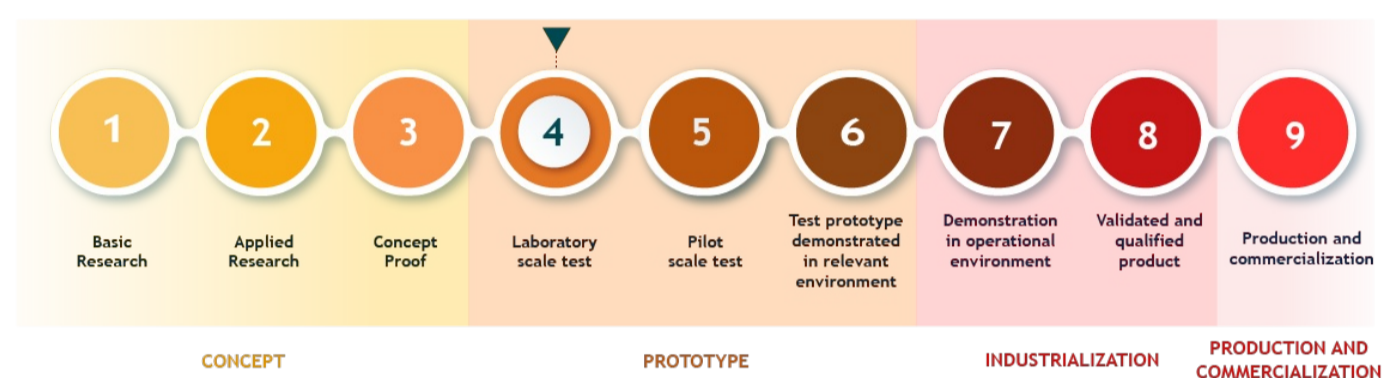 1
2
3
4
5
6
7
8
9
Basic
Research
Applied
Research
Concept
Proof
Laboratory
scale test
Pilot
scale test
Test prototype
demonstrated
in relevant
environment
Demonstration
in operational
environment
Validated and
qualified
product
Production and
commercialization
CONCEPT
PROTOTYPE
INDUSTRIALIZATION
PRODUCTION AND
COMMERCIALIZATION